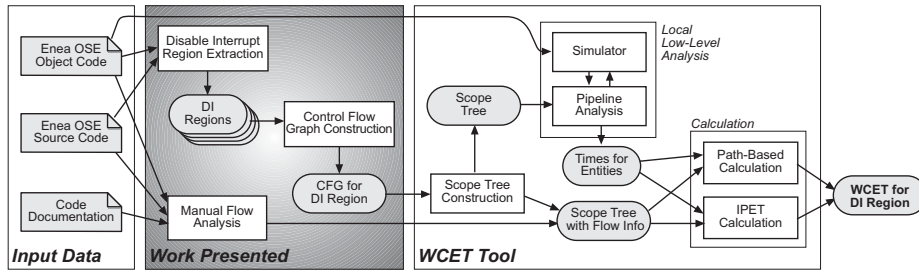 Enea OSE
Object Code
Enea OSE
Source Code
Code
Documentation
Input Data
Disable Interrupt
Region Extraction
DI
Regions
Control Flow
Graph Construction
CFG for
DI Region
Manual Flow
Analysis
Work Presented
Scope
Tree
Scope Tree
Construction
Simulator
Pipeline
Analysis
Local
Low-Level
Analysis
Times for
Entities
Scope Tree
with Flow Info
Calculation
Path-Based
Calculation
IPET
Calculation
WCET Tool
WCET for
DI Region